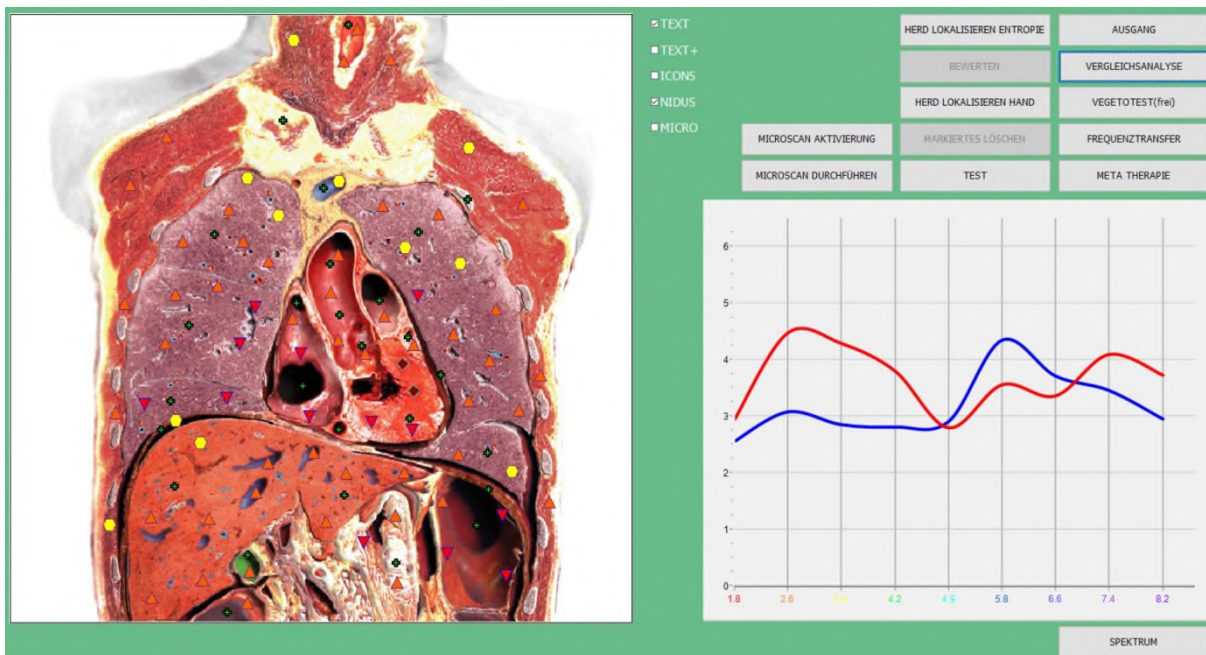 TEXT
TEXT+
ICONS
NIDUS
MICRO
HERD LOKALISIEREN ENTROPIE
AUSGANG
BEWERTEN
VERGLEICHSANALYSE
HERD LOKALISIEREN HAND
VEGETOTEST(frei)
MICROSCAN AKTIVIERUNG
MARKIERTES LÖSCHEN
FREQUENZTRANSFER
MICROSCAN DURCHFÜHREN
TEST
META THERAPIE
6
5
4
3
2
1
0
1.8 2.6 4.2 4.9 5.8 6.6 7.4 8.2
SPEKTRUM